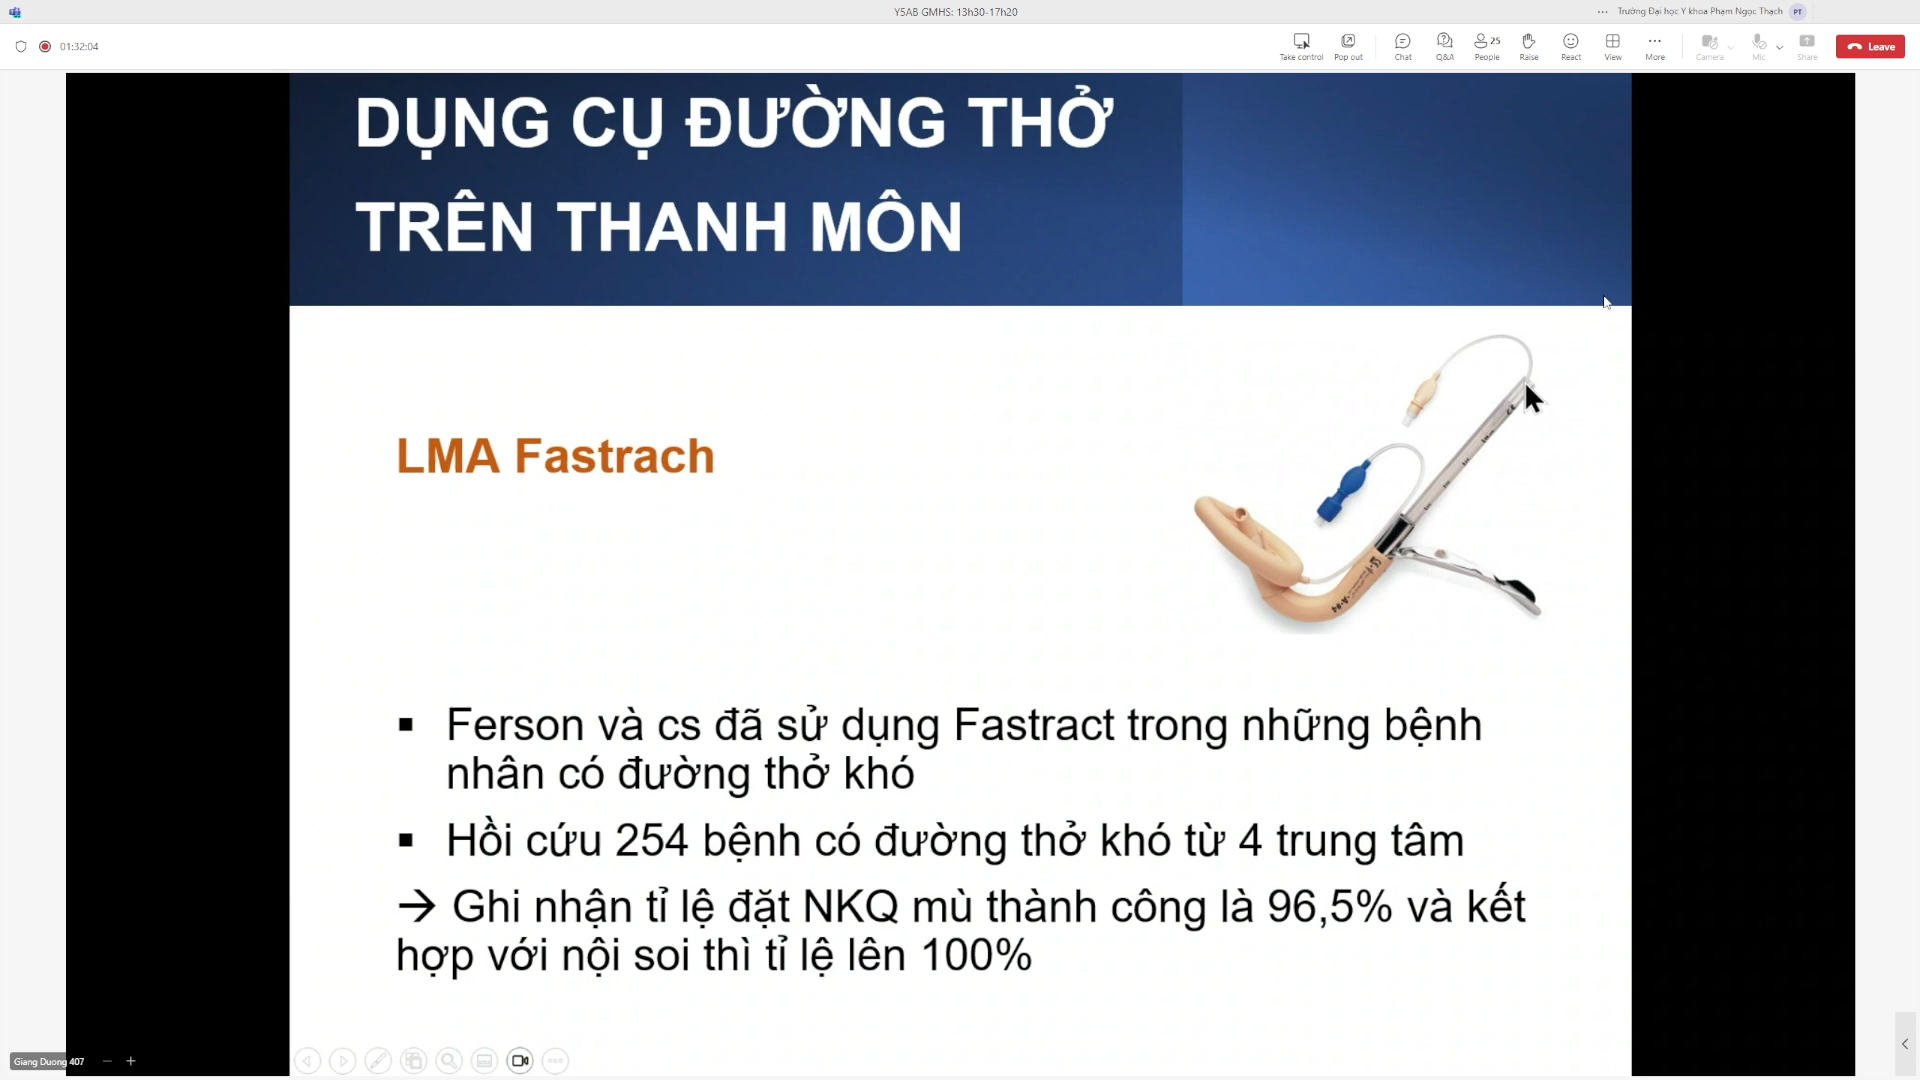 Y5AB GMHS: 13h30-17h20
Trường Đại học Y khoa Phạm Ngọc Thạch PT
01:32:04
Take control Pop out Chat Q&A 25 People Raise React View More Camera Mic Share Leave
DỤNG CỤ ĐƯỜNG THỞ
TRÊN THANH MÔN
LMA Fastrach
▪ Ferson và cs đã sử dụng Fastract trong những bệnh
nhân có đường thở khó
▪ Hồi cứu 254 bệnh có đường thở khó từ 4 trung tâm
→ Ghi nhận tỉ lệ đặt NKQ mù thành công là 96,5% và kết
hợp với nội soi thì tỉ lệ lên 100%
Giang Duong 407